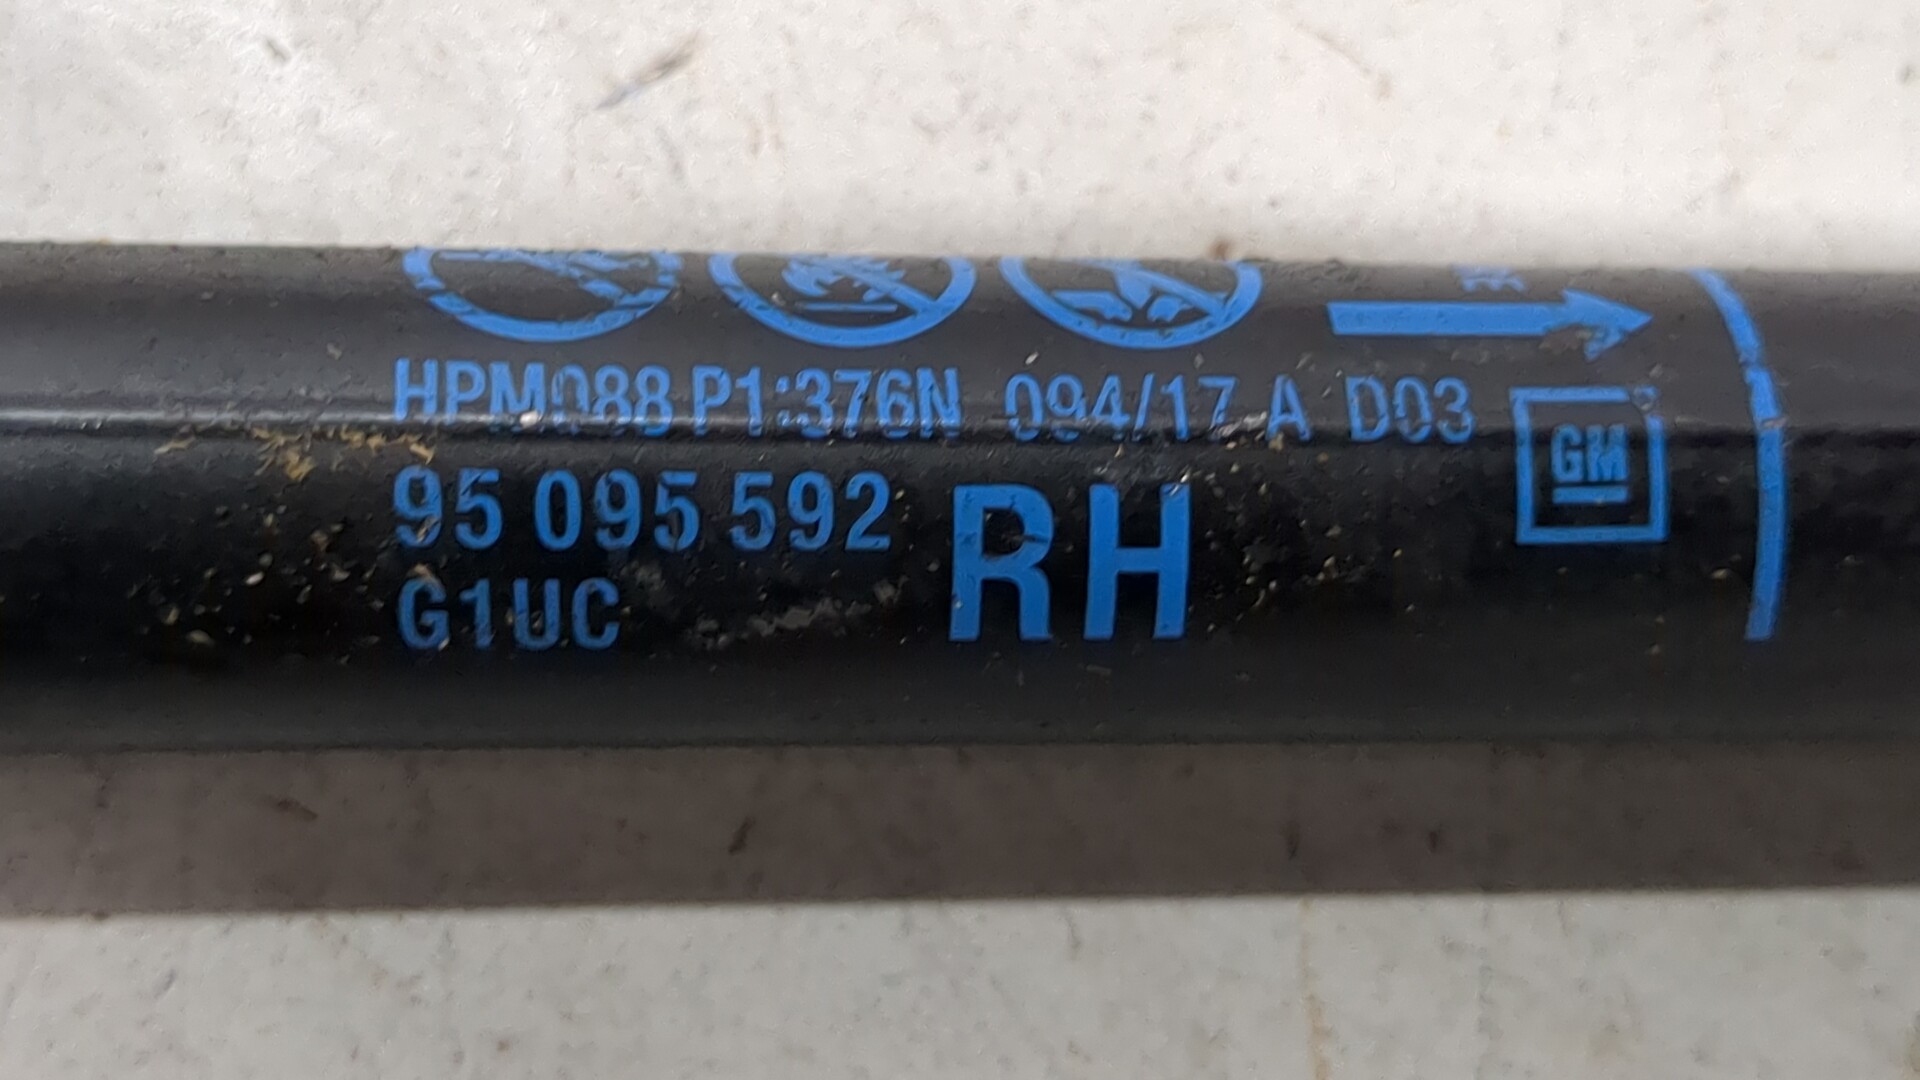 HPM088 P1:376N 094/17 A D03
95 095 592 RH
G1UC
GM